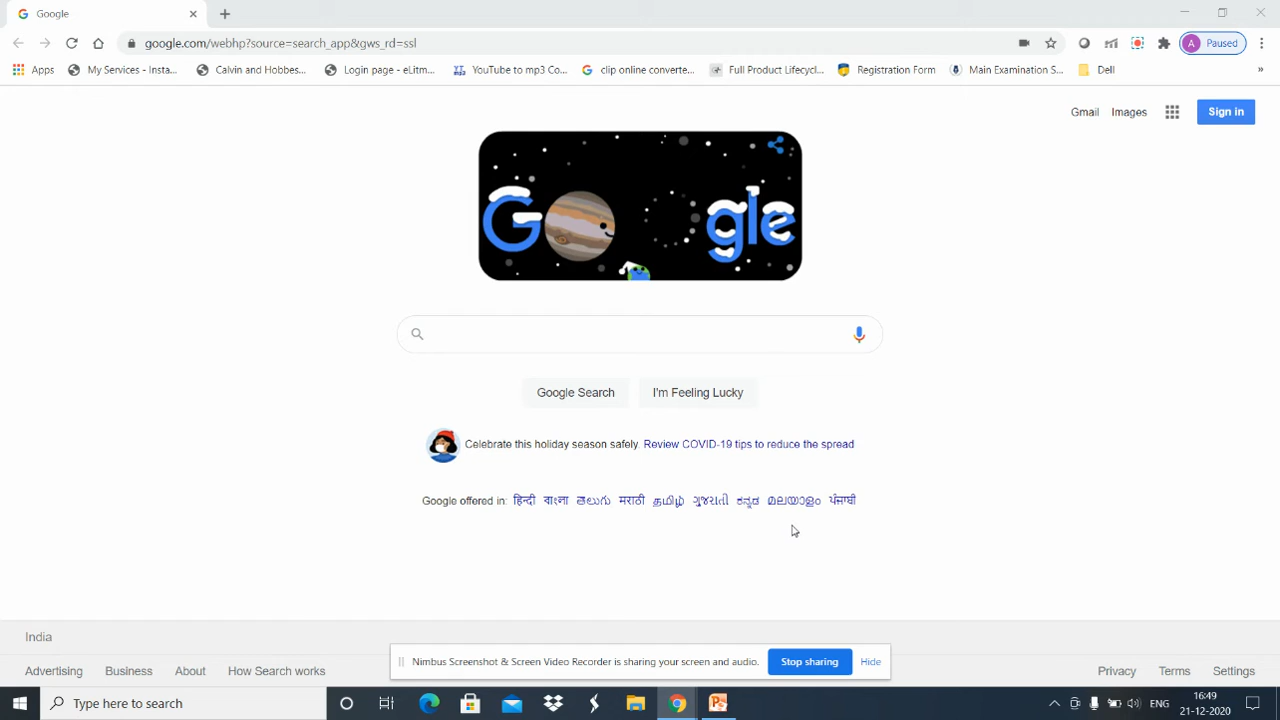 Google
google.com/webhp?source=search_app&gws_rd=ssl
A Paused
Apps My Services - Insta... Calvin and Hobbes... Login page - eLitm... YouTube to mp3 Co... clip online converte... Full Product Lifecycl... Registration Form Main Examination S... Dell »
Gmail Images Sign in
Google
Google Search I'm Feeling Lucky
Celebrate this holiday season safely. Review COVID-19 tips to reduce the spread
Google offered in: हिन्दी বাংলা తెలుగు मराठी தமிழ் ગુજરાતી ಕನ್ನಡ മലയാളം ਪੰਜਾਬੀ
India
Nimbus Screenshot & Screen Video Recorder is sharing your screen and audio. Stop sharing Hide
Advertising Business About How Search works Privacy Terms Settings
Type here to search ENG 16:49
21-12-2020